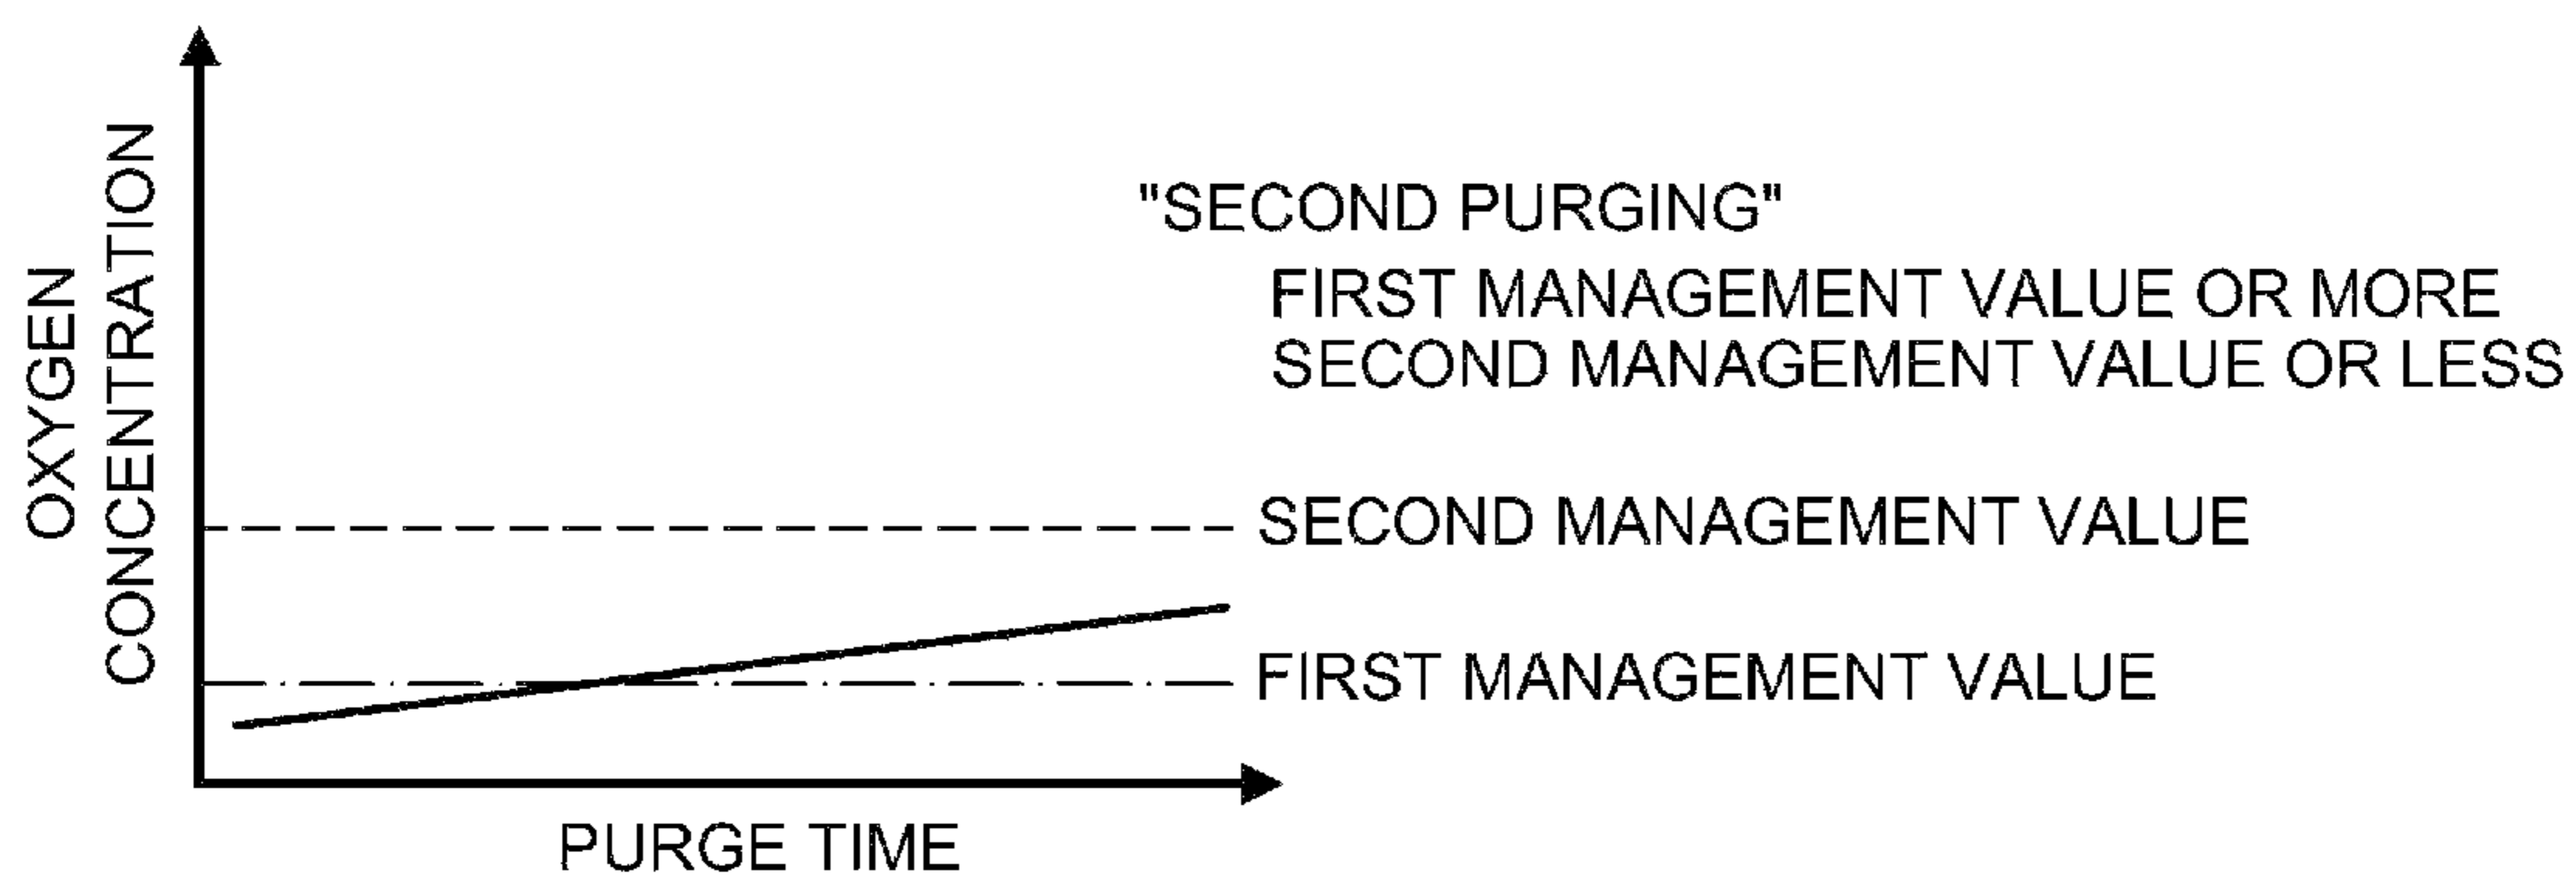 OXYGEN
CONCENTRATION
"SECOND PURGING"
FIRST MANAGEMENT VALUE OR MORE
SECOND MANAGEMENT VALUE OR LESS
SECOND MANAGEMENT VALUE
FIRST MANAGEMENT VALUE
PURGE TIME